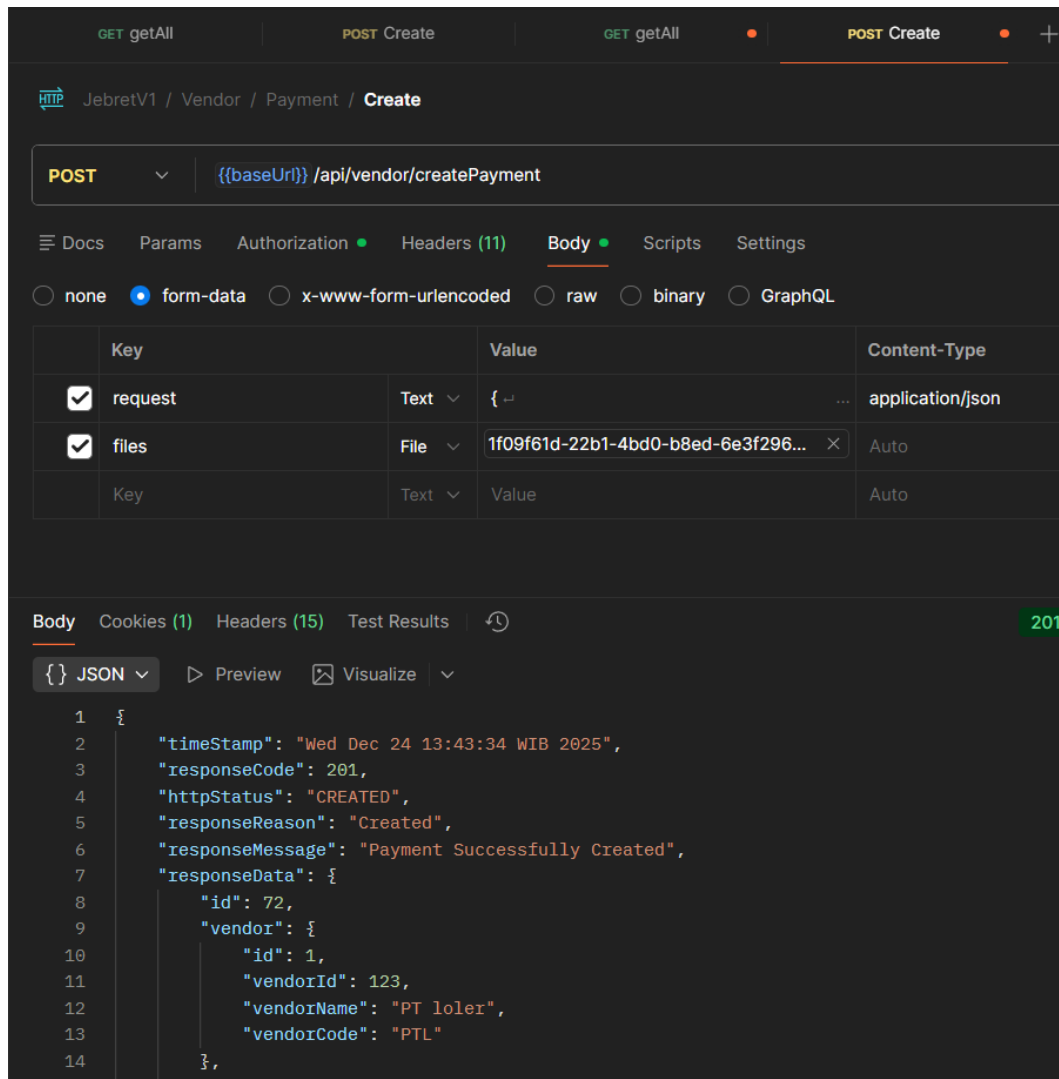 GET getAll POST Create GET getAll POST Create +
HTTP JebretV1 / Vendor / Payment / Create
POST {{baseUrl}} /api/vendor/createPayment
Docs Params Authorization Headers (11) Body Scripts Settings
none form-data x-www-form-urlencoded raw binary GraphQL
Key Value Content-Type
request Text { ↵ ... application/json
files File 1f09f61d-22b1-4bd0-b8ed-6e3f296... × Auto
Key Text Value Auto
Body Cookies (1) Headers (15) Test Results 201
{} JSON Preview Visualize
1 {
2 "timeStamp": "Wed Dec 24 13:43:34 WIB 2025",
3 "responseCode": 201,
4 "httpStatus": "CREATED",
5 "responseReason": "Created",
6 "responseMessage": "Payment Successfully Created",
7 "responseData": {
8 "id": 72,
9 "vendor": {
10 "id": 1,
11 "vendorId": 123,
12 "vendorName": "PT loler",
13 "vendorCode": "PTL"
14 },